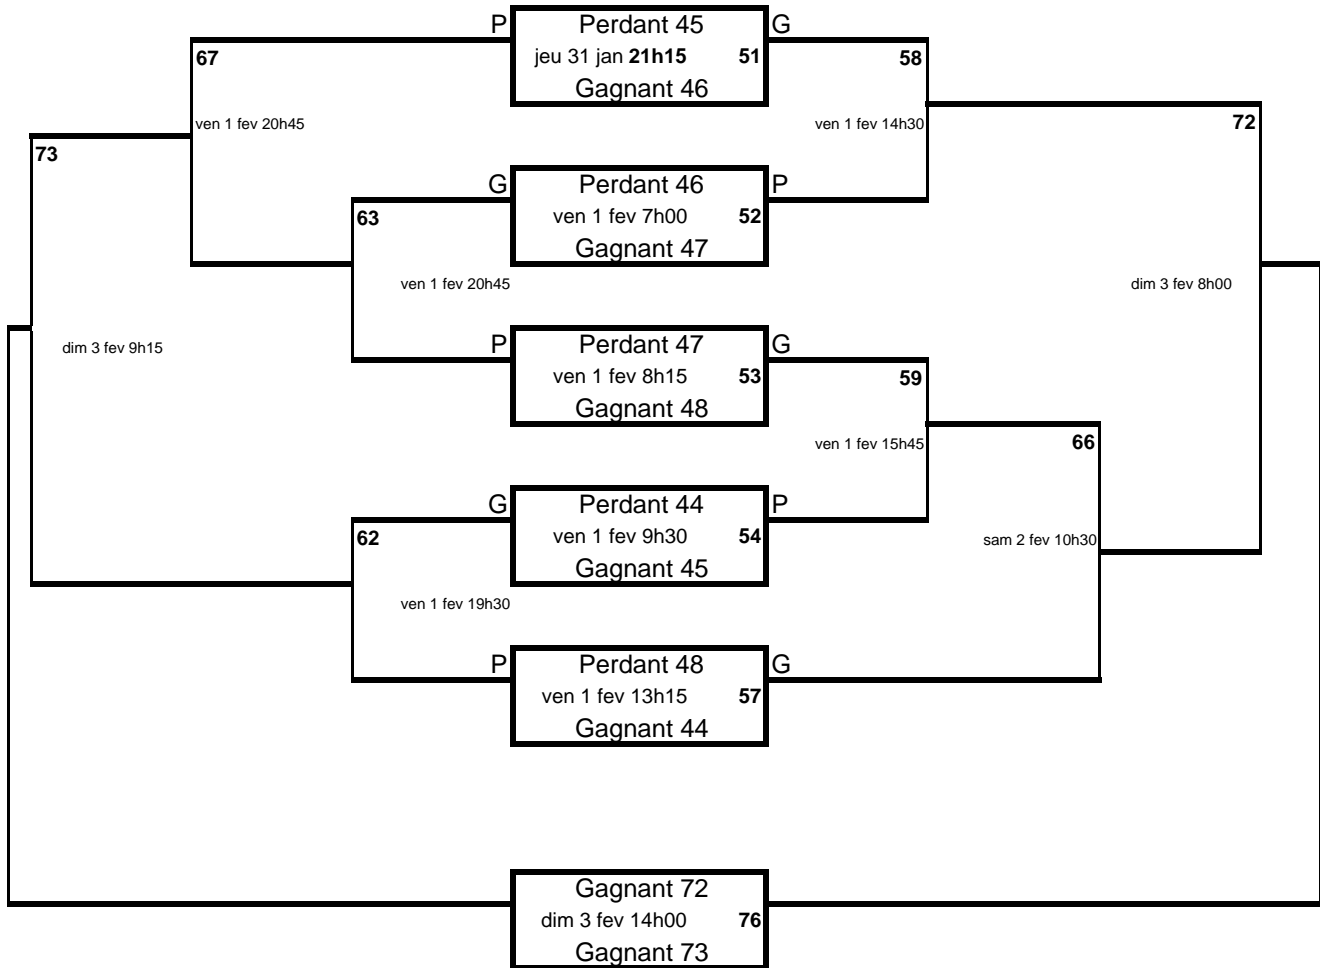 P Perdant 45 G
67 jeu 31 jan 21h15 51 58
Gagnant 46
ven 1 fev 20h45 ven 1 fev 14h30 72
73
G Perdant 46 P
63 ven 1 fev 7h00 52
Gagnant 47
ven 1 fev 20h45 dim 3 fev 8h00
dim 3 fev 9h15
P Perdant 47 G
ven 1 fev 8h15 53 59
Gagnant 48
ven 1 fev 15h45 66
G Perdant 44 P
62 ven 1 fev 9h30 54 sam 2 fev 10h30
Gagnant 45
ven 1 fev 19h30
P Perdant 48 G
ven 1 fev 13h15 57
Gagnant 44
Gagnant 72
dim 3 fev 14h00 76
Gagnant 73